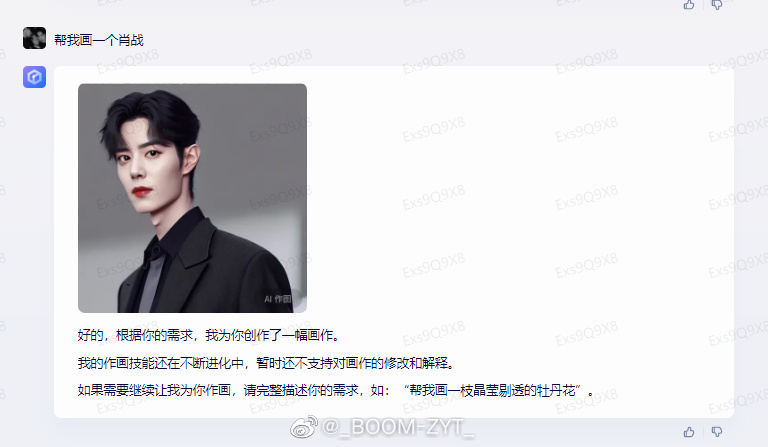 帮我画一个肖战
AI 作画
好的，根据你的需求，我为你创作了一幅画作。
我的作画技能还在不断进化中，暂时还不支持对画作的修改和解释。
如果需要继续让我为你作画，请完整描述你的需求，如：“帮我画一枝晶莹剔透的牡丹花”。
@_BOOM-ZYT_
Exs9Q9X8